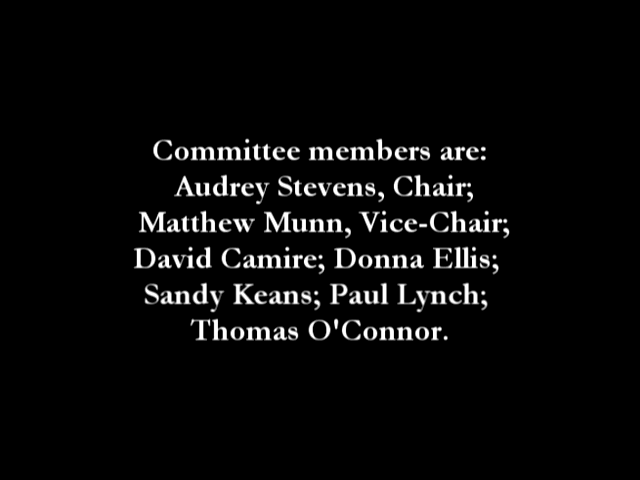 Committee members are:
Audrey Stevens, Chair;
Matthew Munn, Vice-Chair;
David Camire; Donna Ellis;
Sandy Keans; Paul Lynch;
Thomas O'Connor.